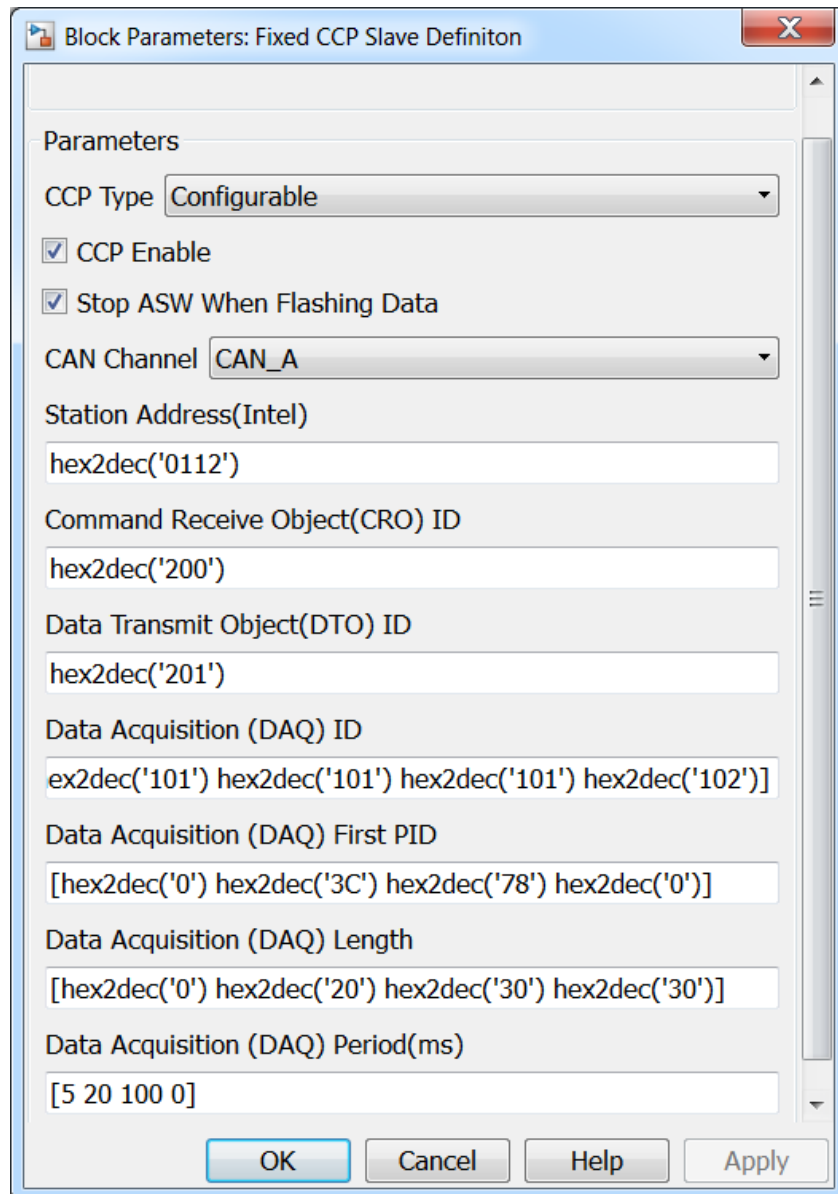 Block Parameters: Fixed CCP Slave Definiton
Parameters
CCP Type Configurable
CCP Enable
Stop ASW When Flashing Data
CAN Channel CAN_A
Station Address(Intel)
hex2dec('0112')
Command Receive Object(CRO) ID
hex2dec('200')
Data Transmit Object(DTO) ID
hex2dec('201')
Data Acquisition (DAQ) ID
ex2dec('101') hex2dec('101') hex2dec('101') hex2dec('102')]
Data Acquisition (DAQ) First PID
[hex2dec('0') hex2dec('3C') hex2dec('78') hex2dec('0')]
Data Acquisition (DAQ) Length
[hex2dec('0') hex2dec('20') hex2dec('30') hex2dec('30')]
Data Acquisition (DAQ) Period(ms)
[5 20 100 0]
OK Cancel Help Apply